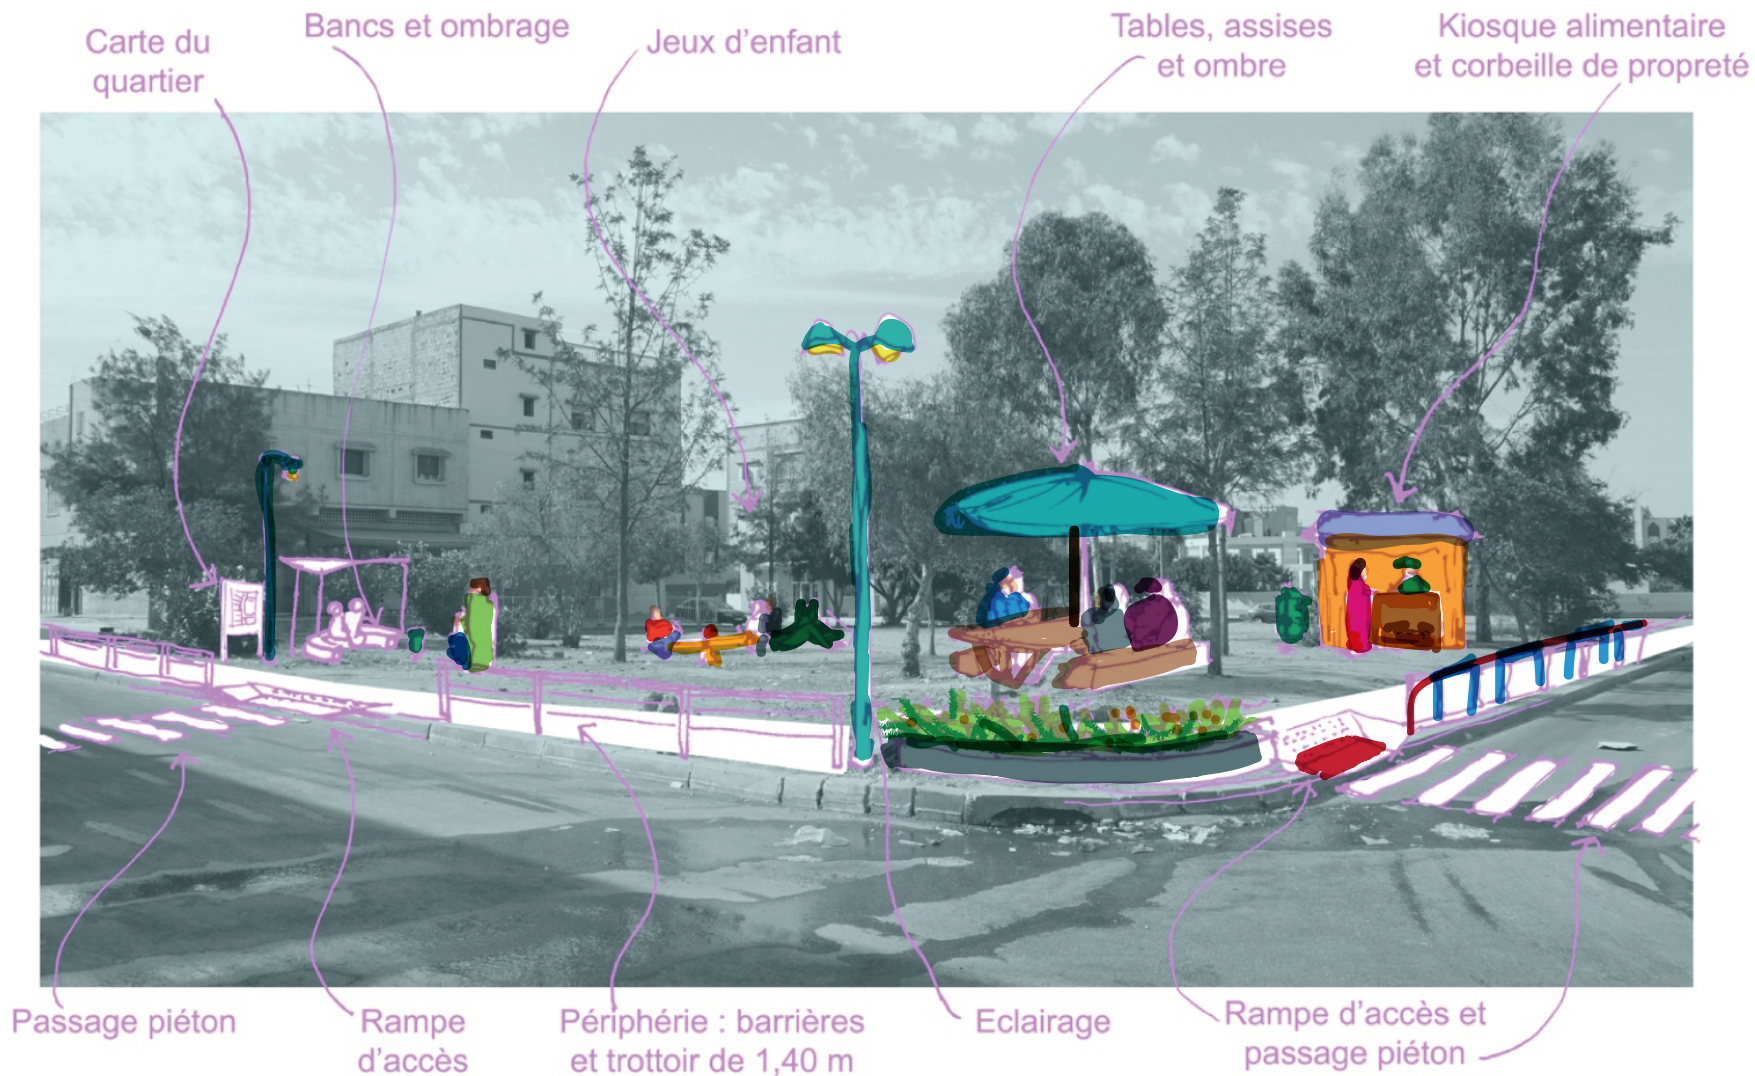 Carte du
quartier
Bancs et ombrage
Jeux d’enfant
Tables, assises
et ombre
Kiosque alimentaire
et corbeille de propreté
Passage piéton
Rampe
d’accès
Périphérie : barrières
et trottoir de 1,40 m
Eclairage
Rampe d’accès et
passage piéton